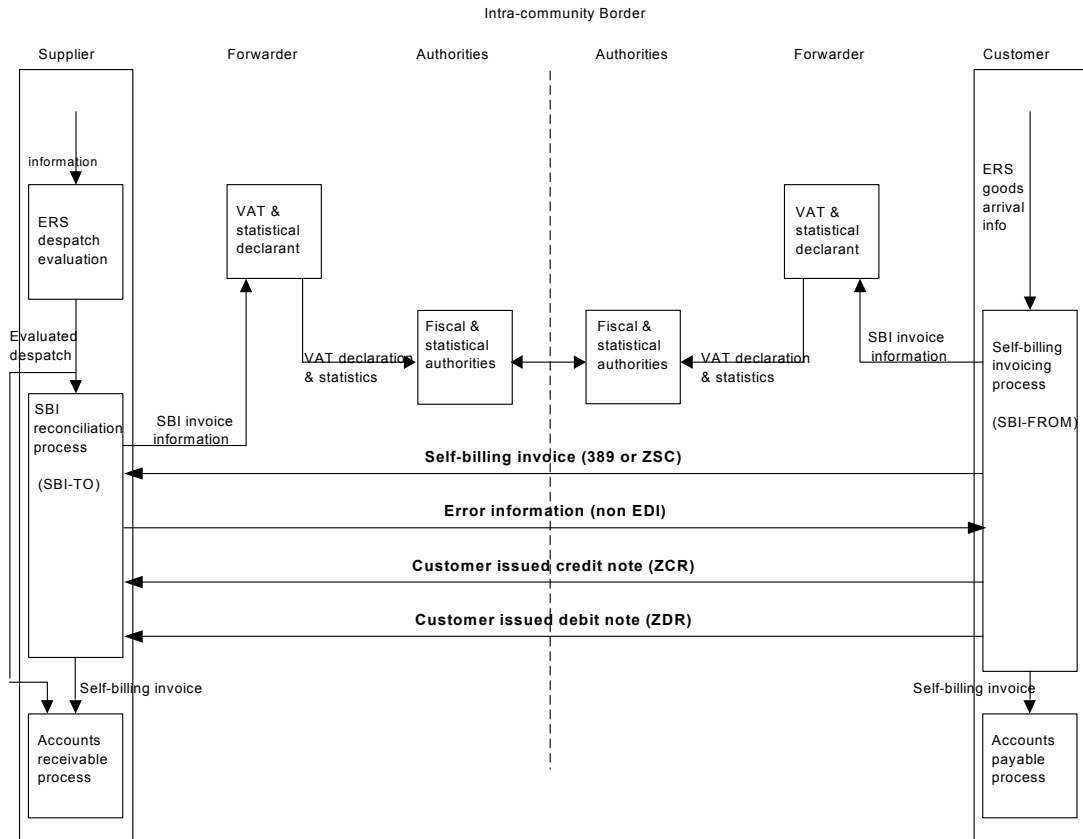 Intra-community Border
Supplier
Forwarder
Authorities
Authorities
Forwarder
Customer
information
ERS
despatch
evaluation
VAT &
statistical
declarant
VAT &
statistical
declarant
ERS
goods
arrival
info
Evaluated
despatch
VAT declaration
& statistics
Fiscal &
statistical
authorities
Fiscal &
statistical
authorities
VAT declaration
& statistics
SBI invoice
information
Self-billing
invoicing
process
(SBI-FROM)
SBI
reconciliation
process
(SBI-TO)
SBI invoice
information
Self-billing invoice (389 or ZSC)
Error information (non EDI)
Customer issued credit note (ZCR)
Customer issued debit note (ZDR)
Self-billing invoice
Self-billing invoice
Accounts
receivable
process
Accounts
payable
process